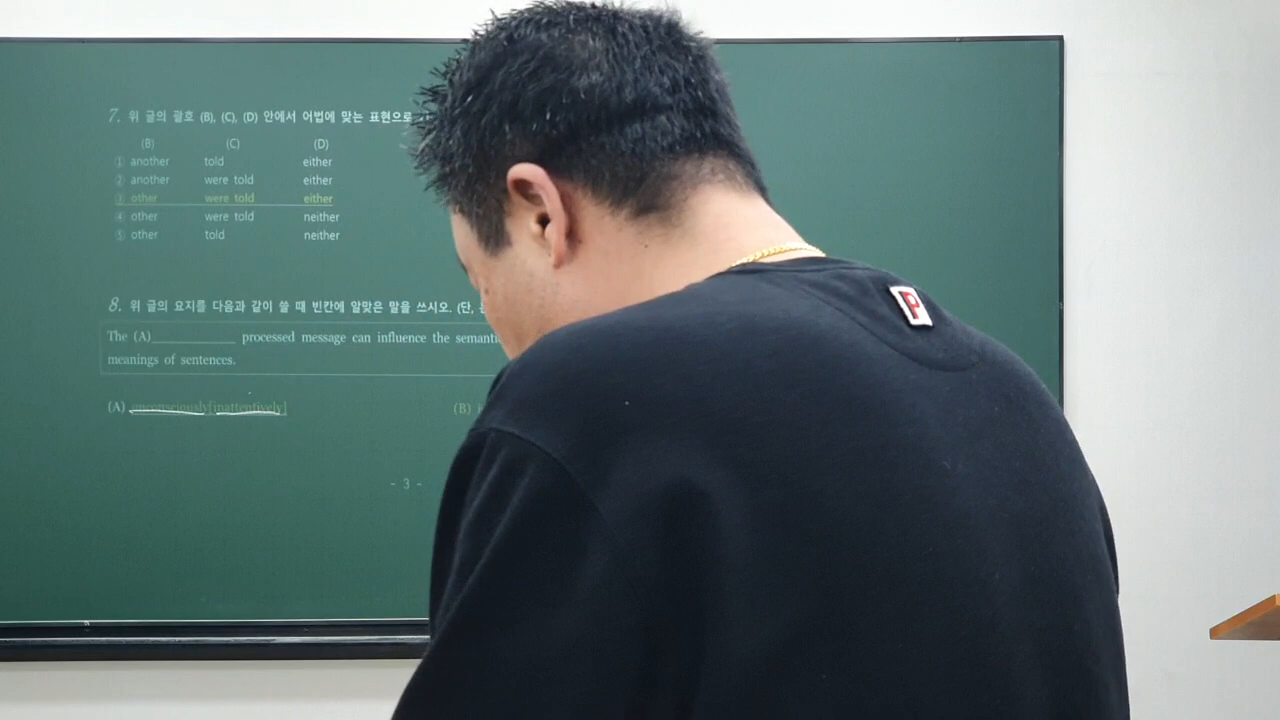 7. 위 글의 괄호 (B), (C), (D) 안에서 어법에 맞는 표현으로
(B) (C) (D)
① another told either
② another were told either
③ other were told either
④ other were told neither
⑤ other told neither
8. 위 글의 요지를 다음과 같이 쓸 때 빈칸에 알맞은 말을 쓰시오. (단,
The (A)__________ processed message can influence the
meanings of sentences.
(A) unconsciously[inattentively] (B)
- 3 -
P